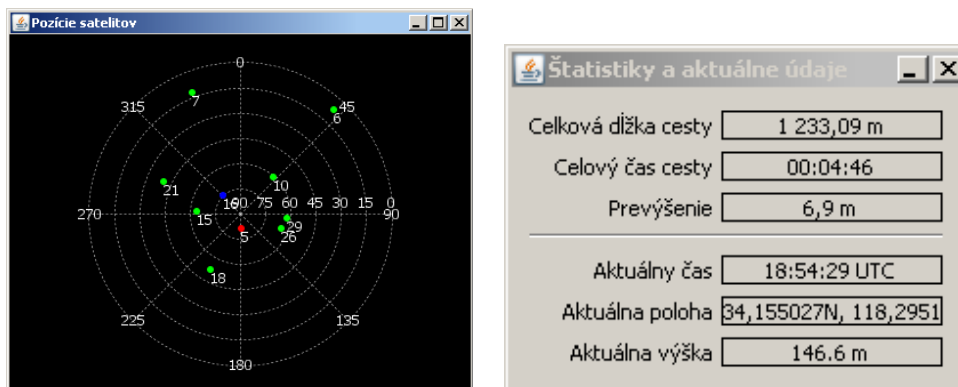 Pozície satelitov
0
7
315
45
6
10
21
16
90 75 60 45 30 15 0
270
15
29
90
5
26
18
225
135
180
Štatistiky a aktuálne údaje
Celková dĺžka cesty 1 233,09 m
Celový čas cesty 00:04:46
Prevýšenie 6,9 m
Aktuálny čas 18:54:29 UTC
Aktuálna poloha 34,155027N, 118,2951
Aktuálna výška 146.6 m